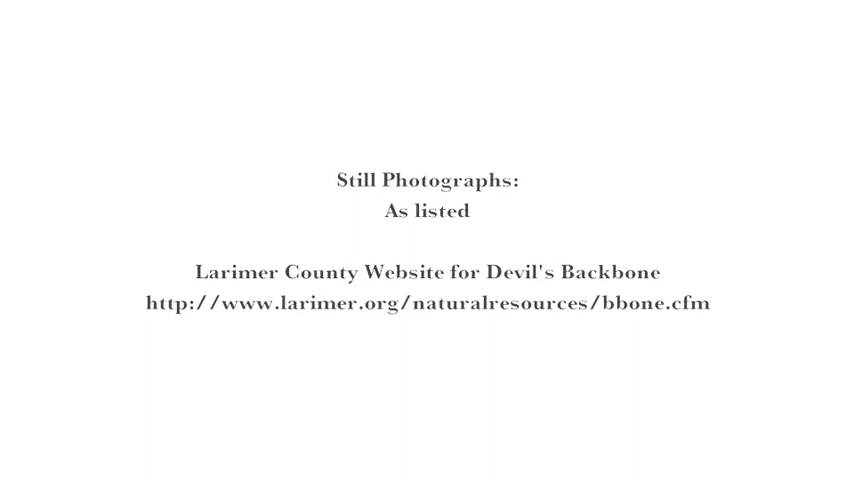 Still Photographs:
As listed
Larimer County Website for Devil's Backbone
http://www.larimer.org/naturalresources/bbone.cfm